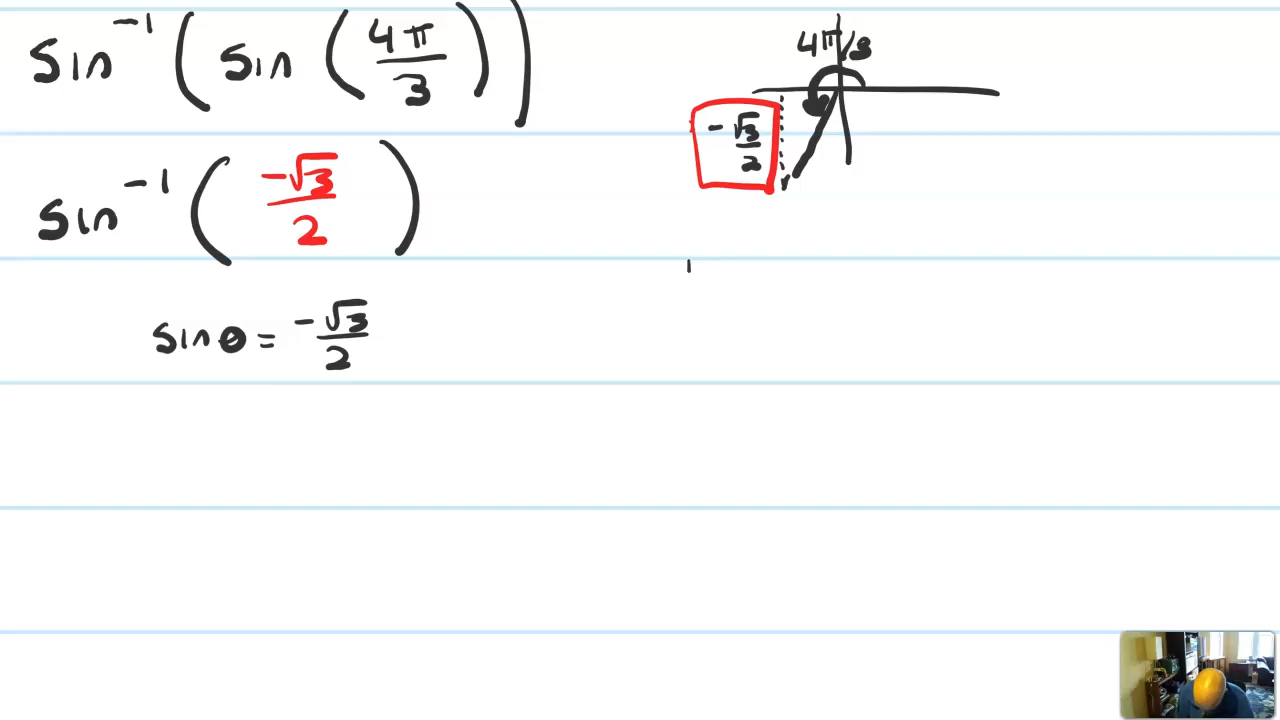 sin⁻¹(sin(4π/3))
4π/3
-√3/2
sin⁻¹(-√3/2)
sinθ = -√3/2